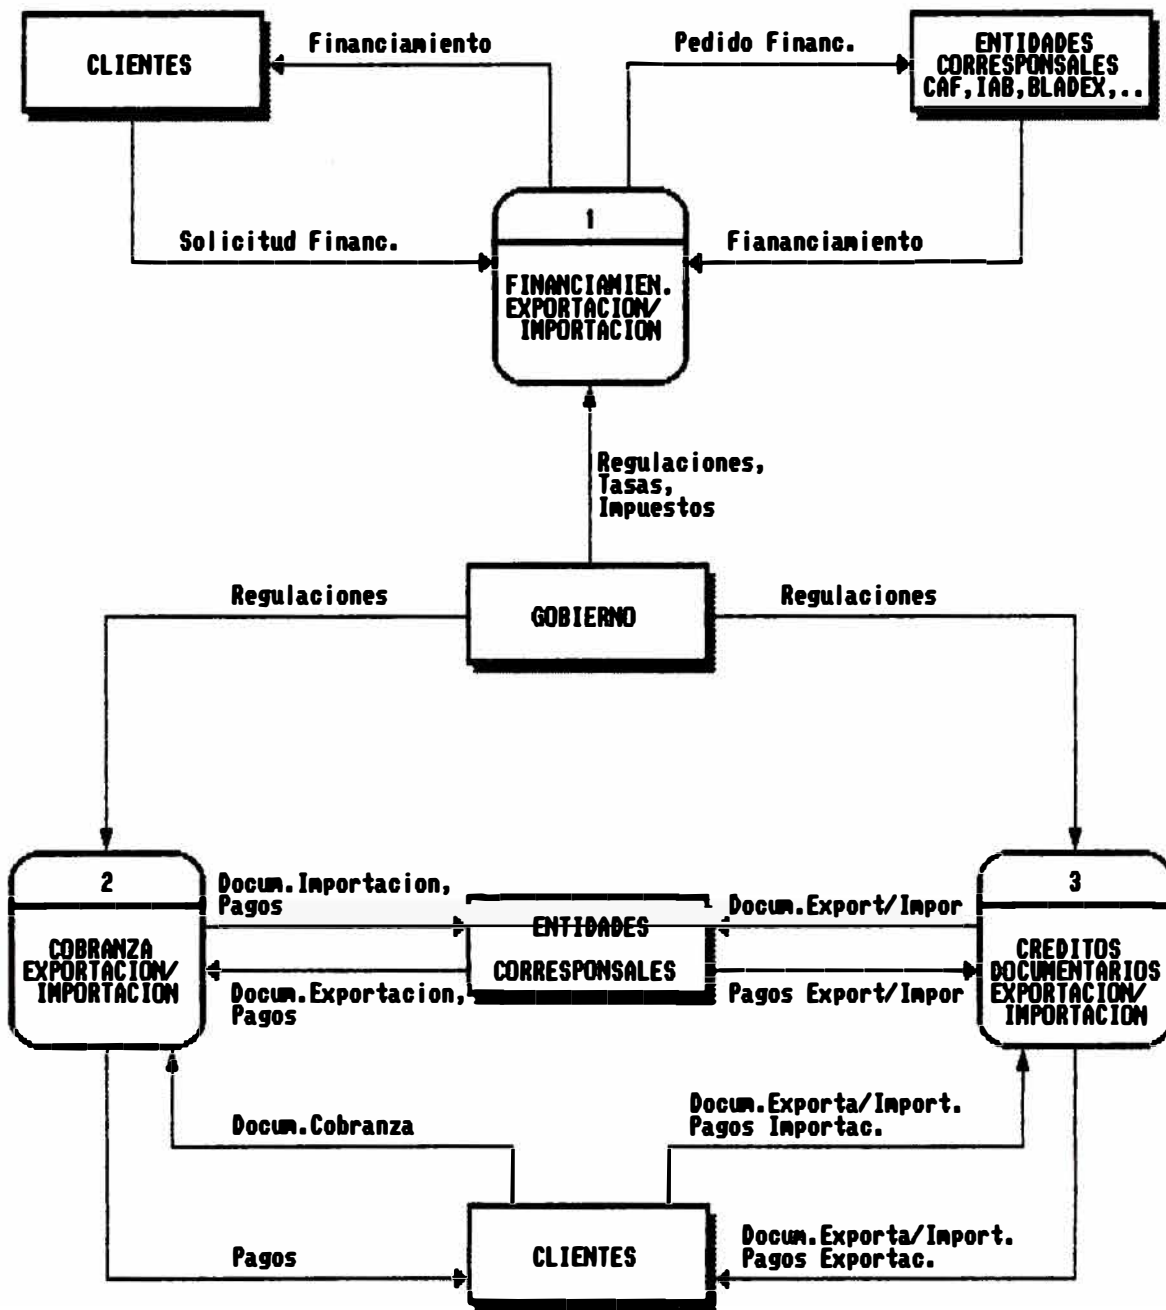 CLIENTES
Financiamiento
Pedido Financ.
ENTIDADES
CORRESPONSALES
CAF,IAB,BLADEX,..
1
Solicitud Financ.
Fiananciamiento
FINANCIAMIEN.
EXPORTACION/
IMPORTACION
Regulaciones,
Tasas,
Impuestos
Regulaciones
GOBIERNO
Regulaciones
2
Docum.Importacion,
Pagos
3
ENTIDADES
CORRESPONSALES
Docum.Export/Impor
COBRANZA
EXPORTACION/
IMPORTACION
Docum.Exportacion,
Pagos
Pagos Export/Impor
CREDITOS
DOCUMENTARIOS
EXPORTACION/
IMPORTACION
Docum.Cobranza
Docum.Exporta/Import.
Pagos Importac.
Pagos
CLIENTES
Docum.Exporta/Import.
Pagos Exportac.